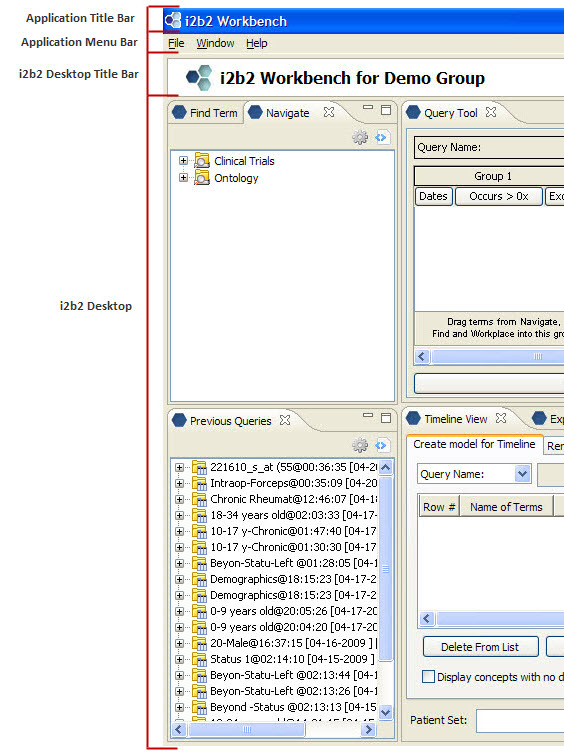 Application Title Bar
i2b2 Workbench
Application Menu Bar
File Window Help
i2b2 Desktop Title Bar
i2b2 Workbench for Demo Group
Find Term Navigate
Clinical Trials
Ontology
Query Tool
Query Name:
Group 1
Dates Occurs > 0x
Drag terms from Navigate,
Find and Workplace into this
i2b2 Desktop
Previous Queries
221610_s_at (55@00:36:35 [04-20
Intraop-Forceps@00:35:09 [04-20
Chronic Rheumat@12:46:07 [04-18
18-34 years old@02:03:33 [04-17
10-17 y-Chronic@01:47:40 [04-17
10-17 y-Chronic@01:30:30 [04-17
Beyon-Statu-Left @01:28:05 [04-1
Demographics@18:15:23 [04-17-2
Demographics@18:15:23 [04-17-2
0-9 years old@20:05:26 [04-17-20
0-9 years old@20:04:20 [04-17-20
20-Male@16:37:15 [04-16-2009 ] |
Status 1@02:14:10 [04-15-2009 ]
Beyon-Statu-Left @02:13:44 [04-1
Beyon-Statu-Left @02:13:26 [04-1
Beyond -Status @02:13:13 [04-15
Timeline View
Create model for Timeline
Query Name:
Row # Name of Terms
Delete From List
Display concepts with no
Patient Set: